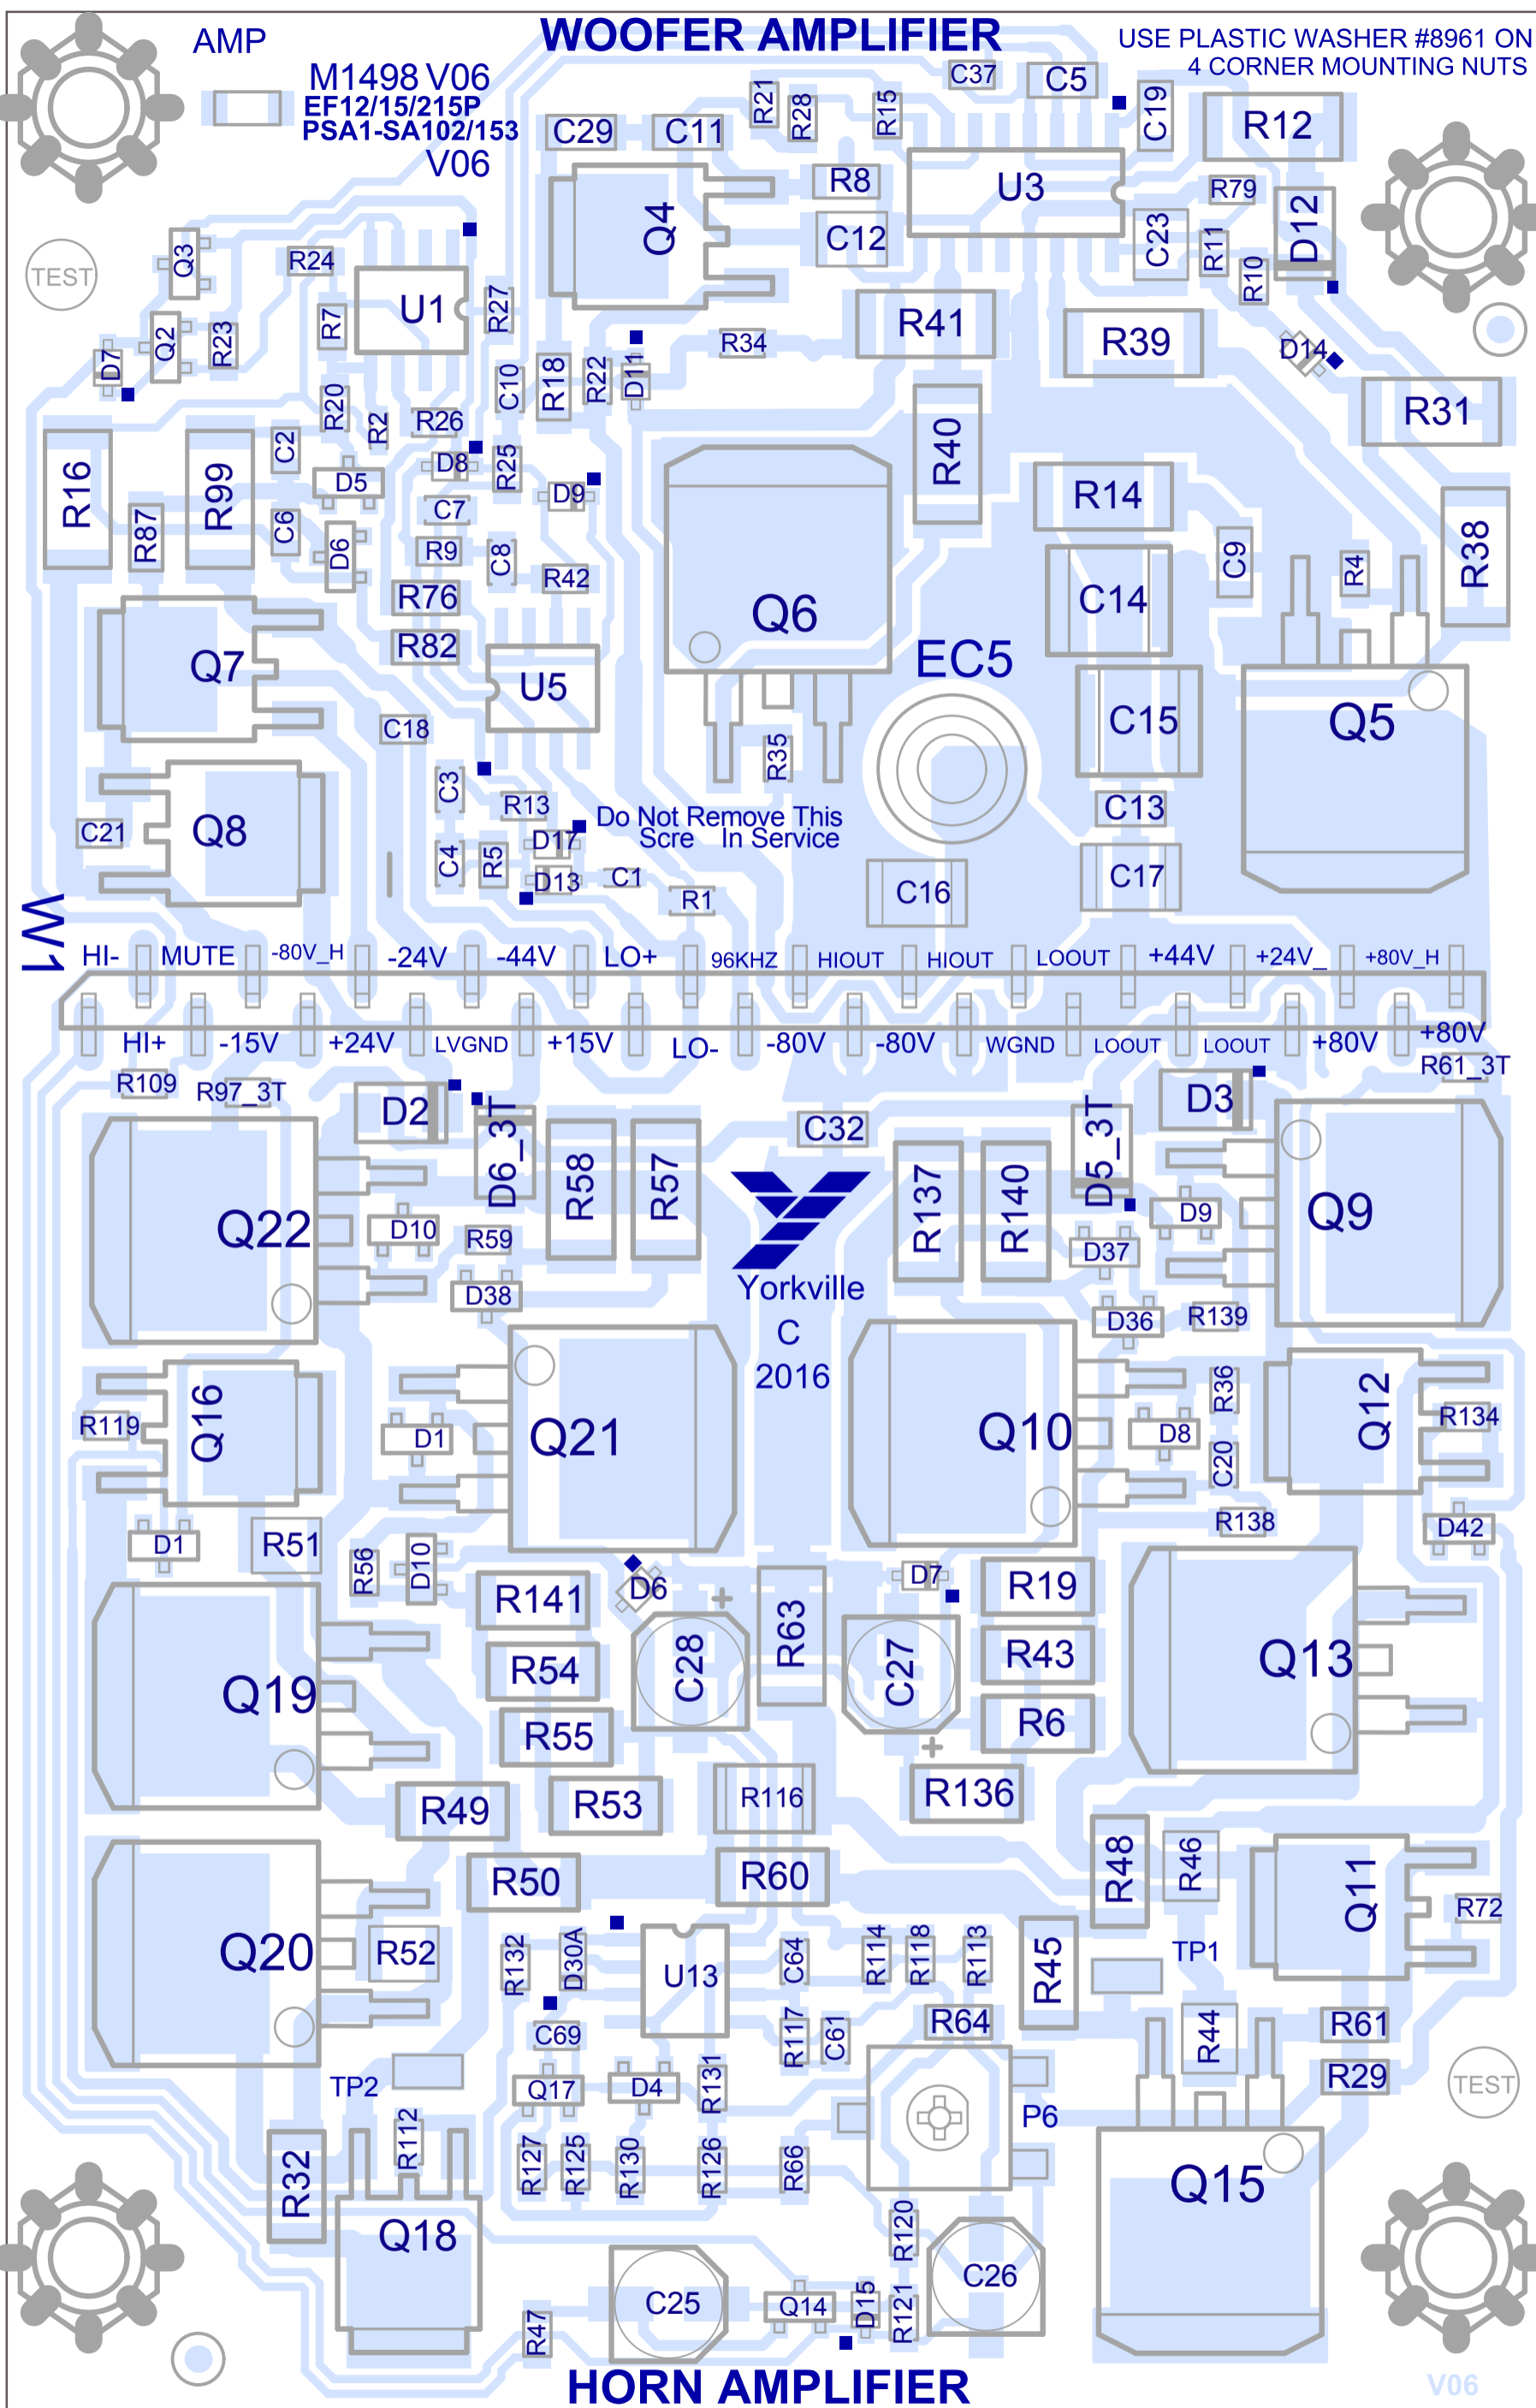 WOOFER AMPLIFIER
AMP
USE PLASTIC WASHER #8961 ON
4 CORNER MOUNTING NUTS
M1498 V06
EF12/15/215P
PSA1-SA102/153
V06
C37
C5
R21
R28
R15
C19
R12
C29
C11
R8
U3
R79
Q4
C12
C23
R11
D12
Q3
TEST
R24
R10
U1
R27
R7
R41
R39
D14
Q2
R23
R34
D7
C10
R18
R22
D11
R31
R20
R2
R26
R40
R16
R99
C2
D8
R25
D5
D9
R14
C7
R87
C6
D6
R9
C8
R42
R38
C9
R4
R76
C14
Q6
R82
EC5
Q7
U5
C15
Q5
C18
R35
C3
R13
C13
Do Not Remove This
Scre In Service
Q8
C21
D17
C4
R5
D13
C1
R1
C16
C17
W1
HI-
MUTE
-80V_H
-24V
-44V
LO+
96KHZ
HIOUT
HIOUT
LOOUT
+44V
+24V_
+80V_H
HI+
-15V
+24V
LVGND
+15V
LO-
-80V
-80V
WGND
LOOUT
LOOUT
+80V
+80V
R109
R97_3T
R61_3T
D2
D6_3T
D3
C32
D5_3T
R58
R57
R137
R140
Q22
D10
R59
D9
Q9
D37
D38
Yorkville
D36
R139
C
2016
R36
Q16
R119
D1
Q21
Q10
D8
Q12
R134
C20
R138
D42
D1
R51
R56
D10
D6
D7
R141
R19
R63
C28
C27
R54
R43
Q13
Q19
R55
R6
R49
R53
R116
R136
R50
R60
R48
R46
Q11
R72
Q20
R52
R132
D30A
U13
C64
R114
R118
R113
R45
TP1
C69
R117
C61
R64
R44
R61
TP2
Q17
D4
R131
R29
TEST
R112
P6
R32
R127
R125
R130
R126
R66
Q15
Q18
R120
C25
C26
Q14
D15
R121
R47
HORN AMPLIFIER
V06